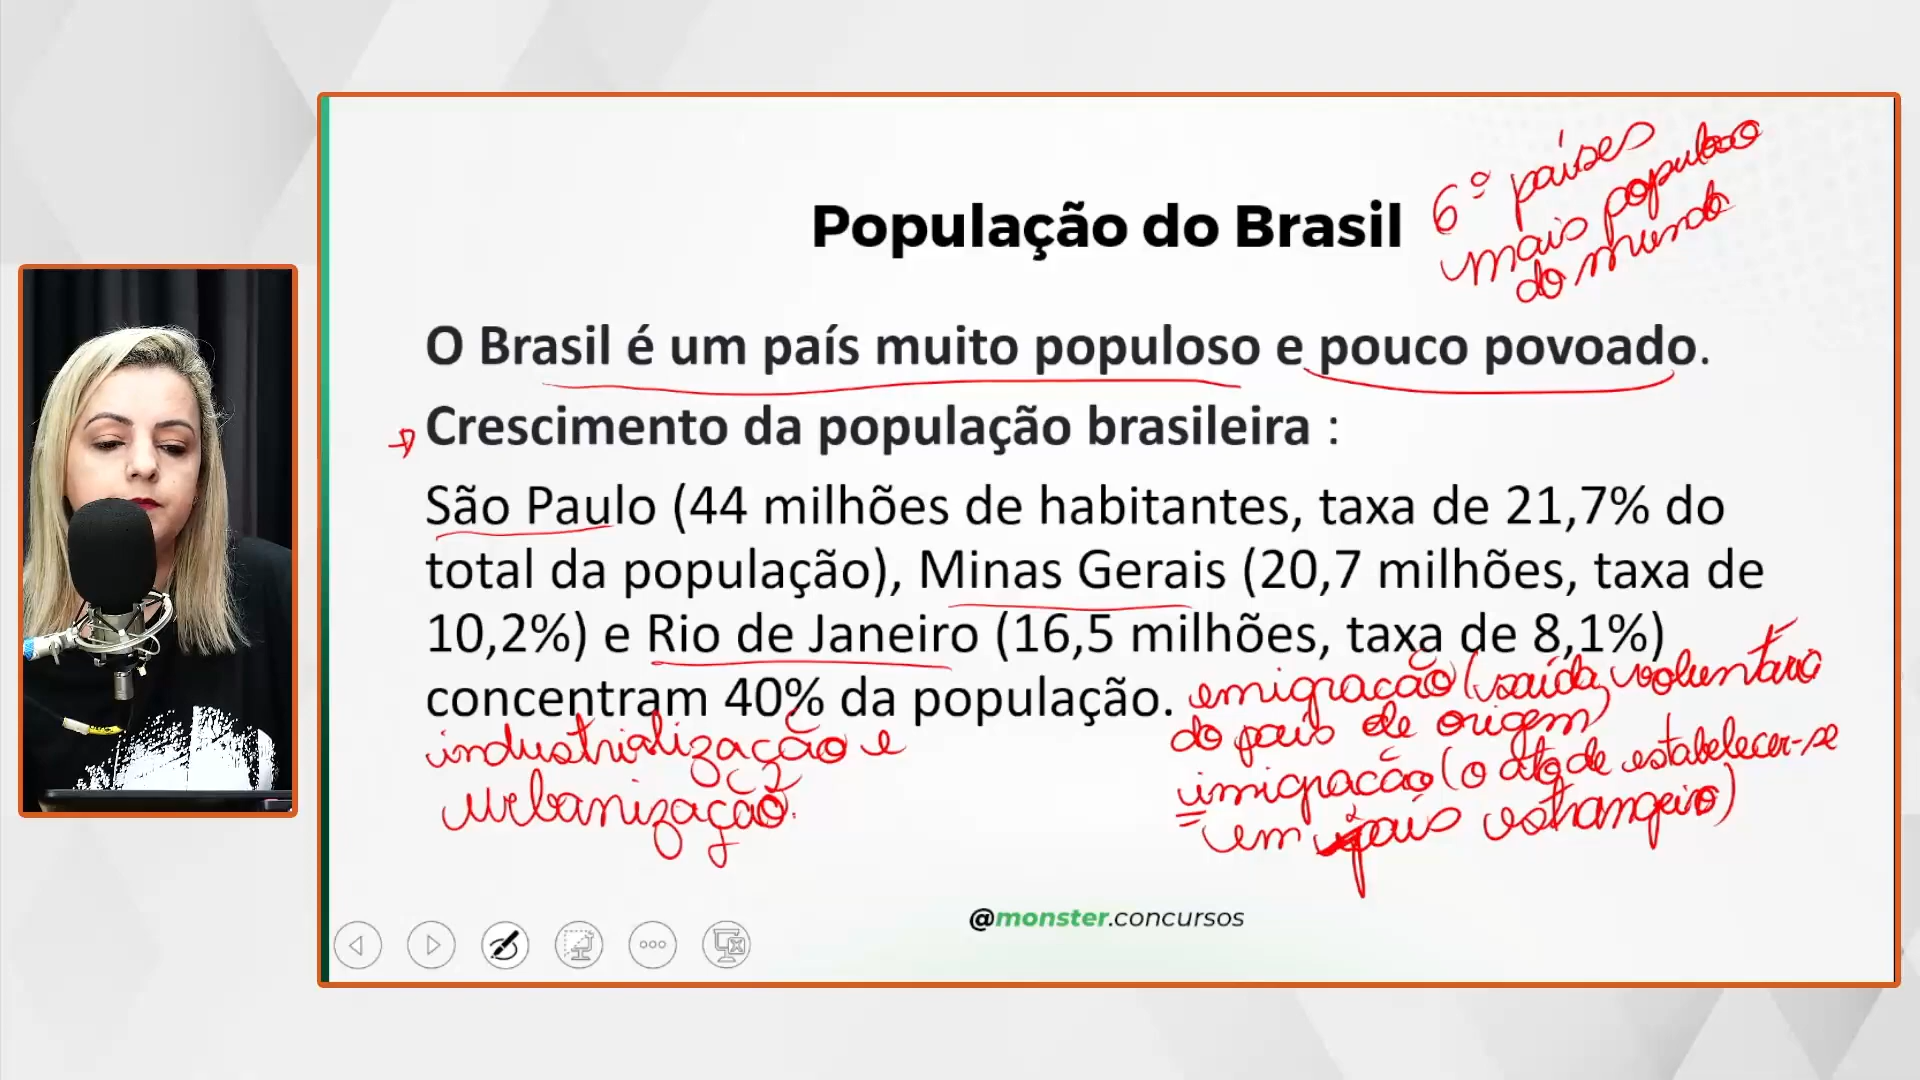 População do Brasil
6º países
mais populoso
do mundo
O Brasil é um país muito populoso e pouco povoado.
Crescimento da população brasileira :
São Paulo (44 milhões de habitantes, taxa de 21,7% do
total da população), Minas Gerais (20,7 milhões, taxa de
10,2%) e Rio de Janeiro (16,5 milhões, taxa de 8,1%)
concentram 40% da população.
emigração (saída voluntária
do país de origem)
industrialização e
urbanização.
imigração (o ato de estabelecer-se
em país estrangeiro)
@monster.concursos